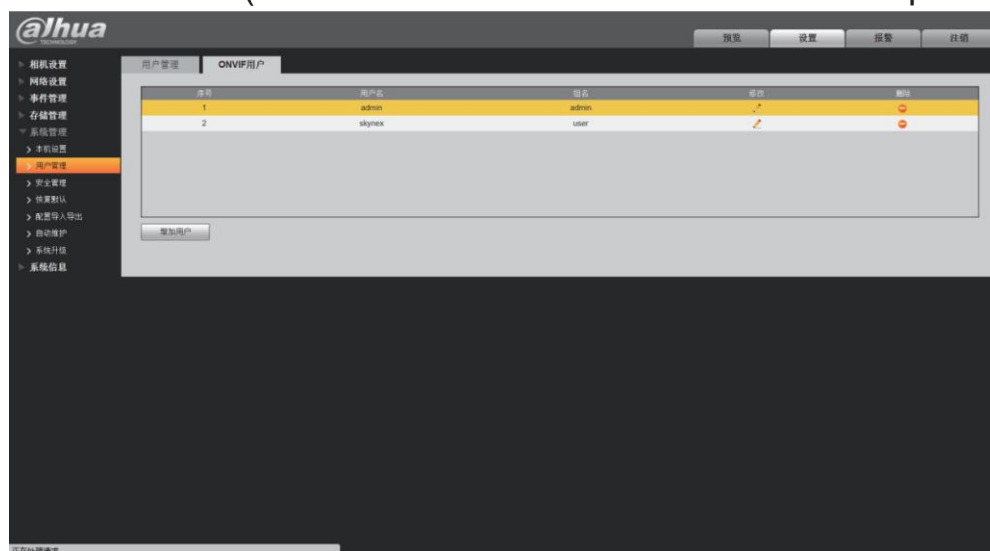 alhua
TECHNOLOGY
预览 设置 报警 注销
相机设置
网络设置
事件管理
存储管理
系统管理
本机设置
用户管理
安全管理
恢复默认
配置导入导出
自动维护
系统升级
系统信息
用户管理 ONVIF用户
序号 用户名 组名 修改 删除
1 admin admin
2 skynex user
增加用户